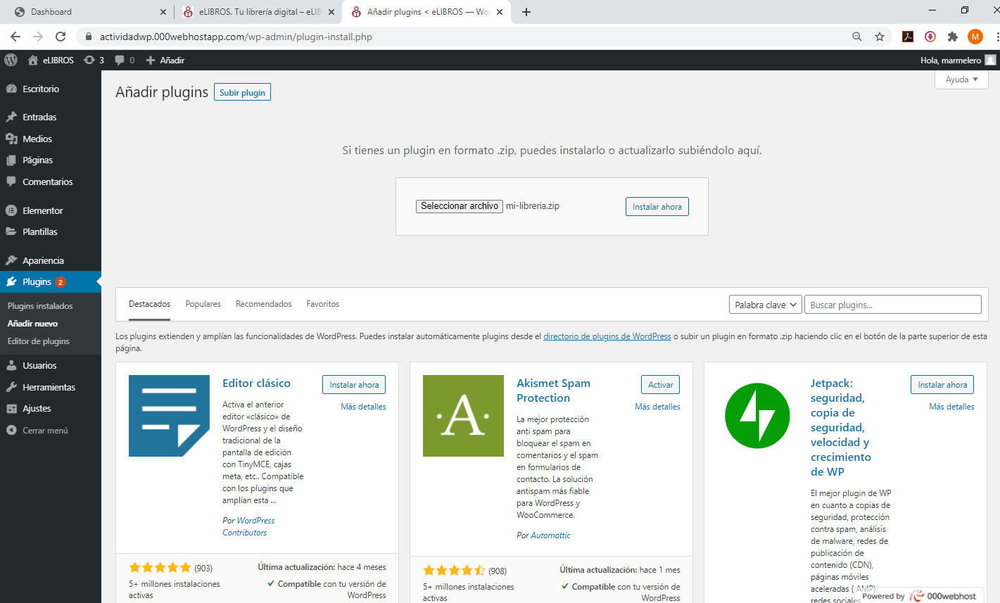 Dashboard
eLIBROS. Tu librería digital – eLIB
Añadir plugins < eLIBROS — Wo
actividadwp.000webhostapp.com/wp-admin/plugin-install.php
M
eLIBROS
3
0
Añadir
Hola, marmelero
Escritorio
Entradas
Medios
Páginas
Comentarios
Elementor
Plantillas
Apariencia
Plugins 2
Plugins instalados
Añadir nuevo
Editor de plugins
Usuarios
Herramientas
Ajustes
Cerrar menú
Añadir plugins
Subir plugin
Ayuda
Si tienes un plugin en formato .zip, puedes instalarlo o actualizarlo subiéndolo aquí.
Seleccionar archivo mi-libreria.zip
Instalar ahora
Destacados Populares Recomendados Favoritos
Palabra clave
Buscar plugins...
Los plugins extienden y amplían las funcionalidades de WordPress. Puedes instalar automáticamente plugins desde el directorio de plugins de WordPress o subir un plugin en formato .zip haciendo clic en el botón de la parte superior de esta
página.
Editor clásico
Instalar ahora
Más detalles
Activa el anterior
editor «clásico» de
WordPress y el diseño
tradicional de la
pantalla de edición
con TinyMCE, cajas
meta, etc.. Compatible
con los plugins que
amplían esta ...
Por WordPress
Contributors
(903)
5+ millones instalaciones
activas
Última actualización: hace 4 meses
Compatible con tu versión de
WordPress
A
Akismet Spam
Protection
Activar
Más detalles
La mejor protección
anti spam para
bloquear el spam en
comentarios y el spam
en formularios de
contacto. La solución
antispam más fiable
para WordPress y
WooCommerce.
Por Automattic
(908)
5+ millones instalaciones
activas
Última actualización: hace 1 mes
Compatible con tu versión de
WordPress
Jetpack:
seguridad,
copia de
seguridad,
velocidad y
crecimiento
de WP
Instalar ahora
Más detalles
El mejor plugin de WP
en cuanto a copias de
seguridad, protección
contra spam, análisis
de malware, redes de
publicación de
contenido (CDN),
páginas móviles
aceleradas (AMP),
redes sociales
Powered by 000webhost